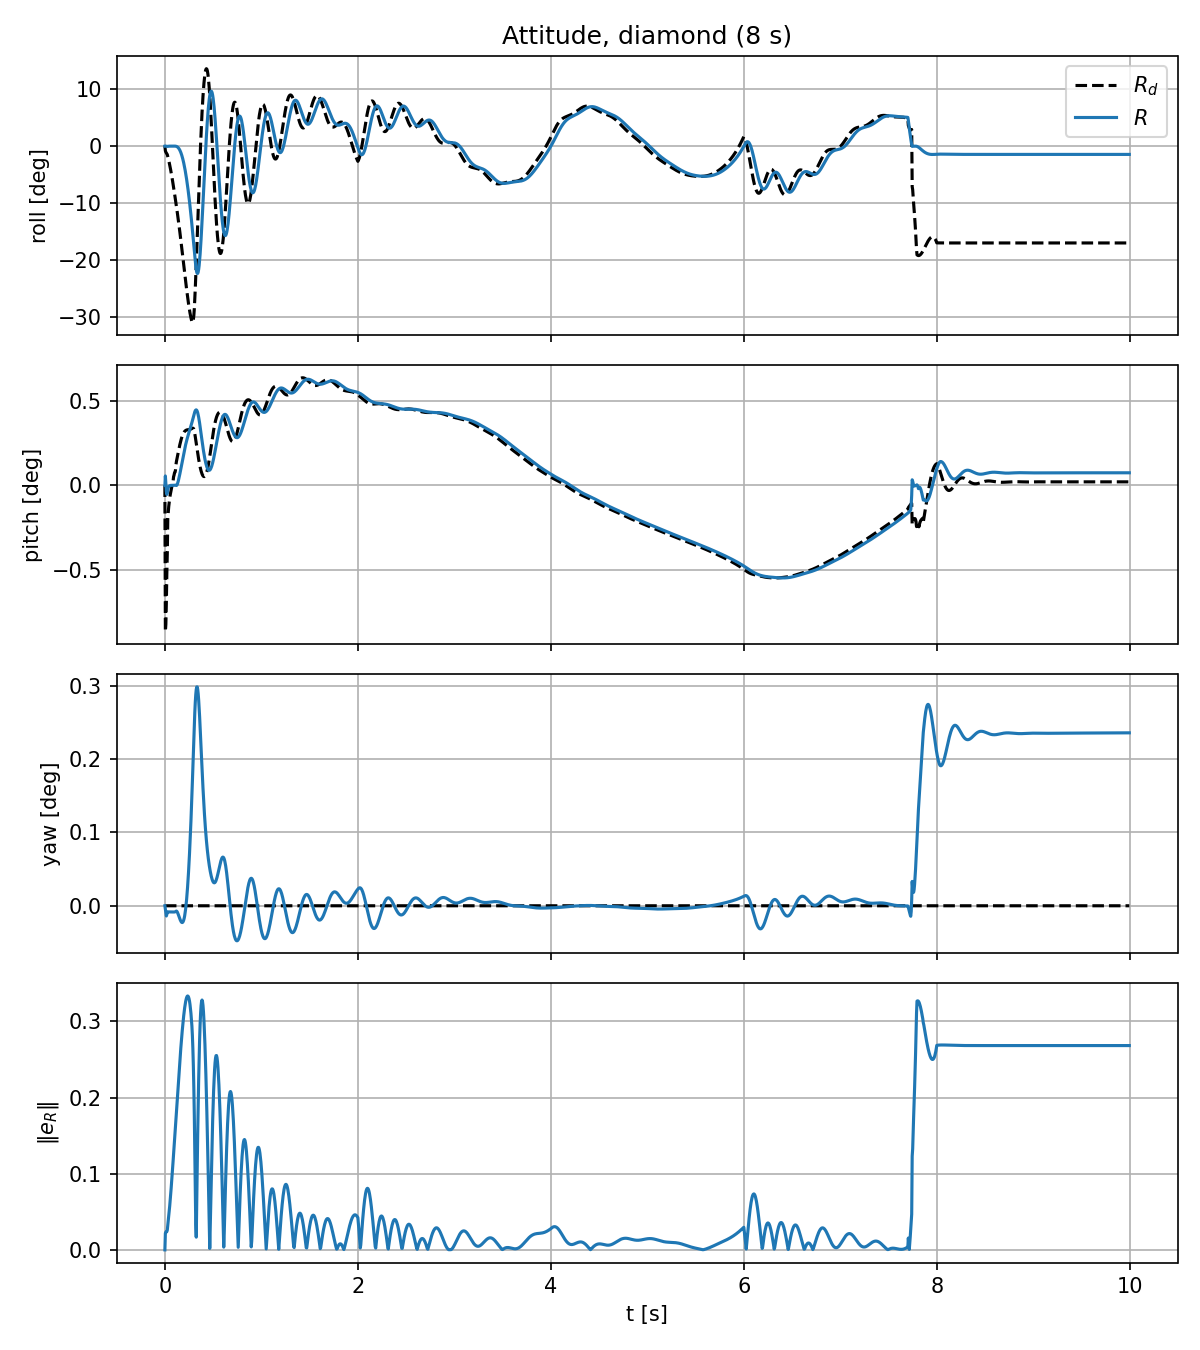 Attitude, diamond (8 s)
R_d
R
roll [deg]
10
0
−10
−20
−30
pitch [deg]
0.5
0.0
−0.5
yaw [deg]
0.3
0.2
0.1
0.0
‖e_R‖
0.3
0.2
0.1
0.0
0 2 4 6 8 10
t [s]